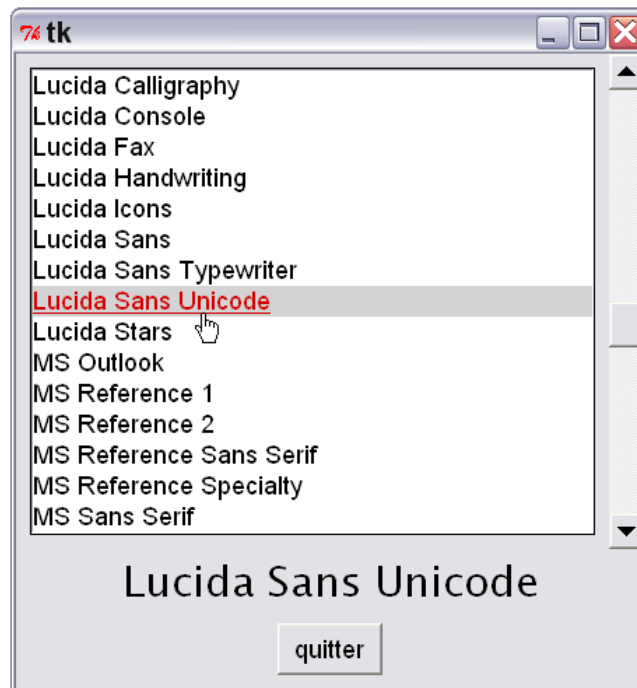 tk
Lucida Calligraphy
Lucida Console
Lucida Fax
Lucida Handwriting
Lucida Icons
Lucida Sans
Lucida Sans Typewriter
Lucida Sans Unicode
Lucida Stars
MS Outlook
MS Reference 1
MS Reference 2
MS Reference Sans Serif
MS Reference Specialty
MS Sans Serif
Lucida Sans Unicode
quitter